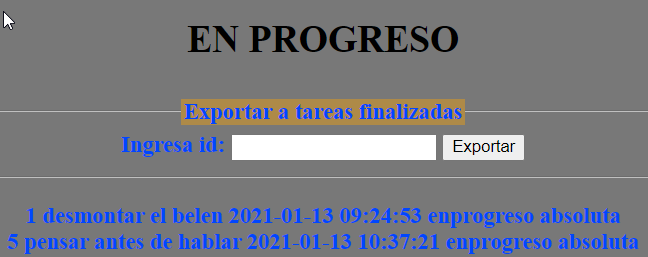 EN PROGRESO
Exportar a tareas finalizadas
Ingresa id: Exportar
1 desmontar el belen 2021-01-13 09:24:53 enprogreso absoluta
5 pensar antes de hablar 2021-01-13 10:37:21 enprogreso absoluta